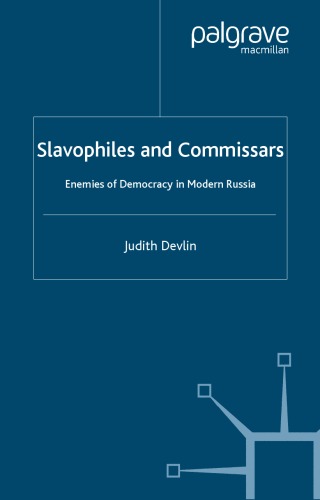 palgrave
macmillan
Slavophiles and Commissars
Enemies of Democracy in Modern Russia
Judith Devlin